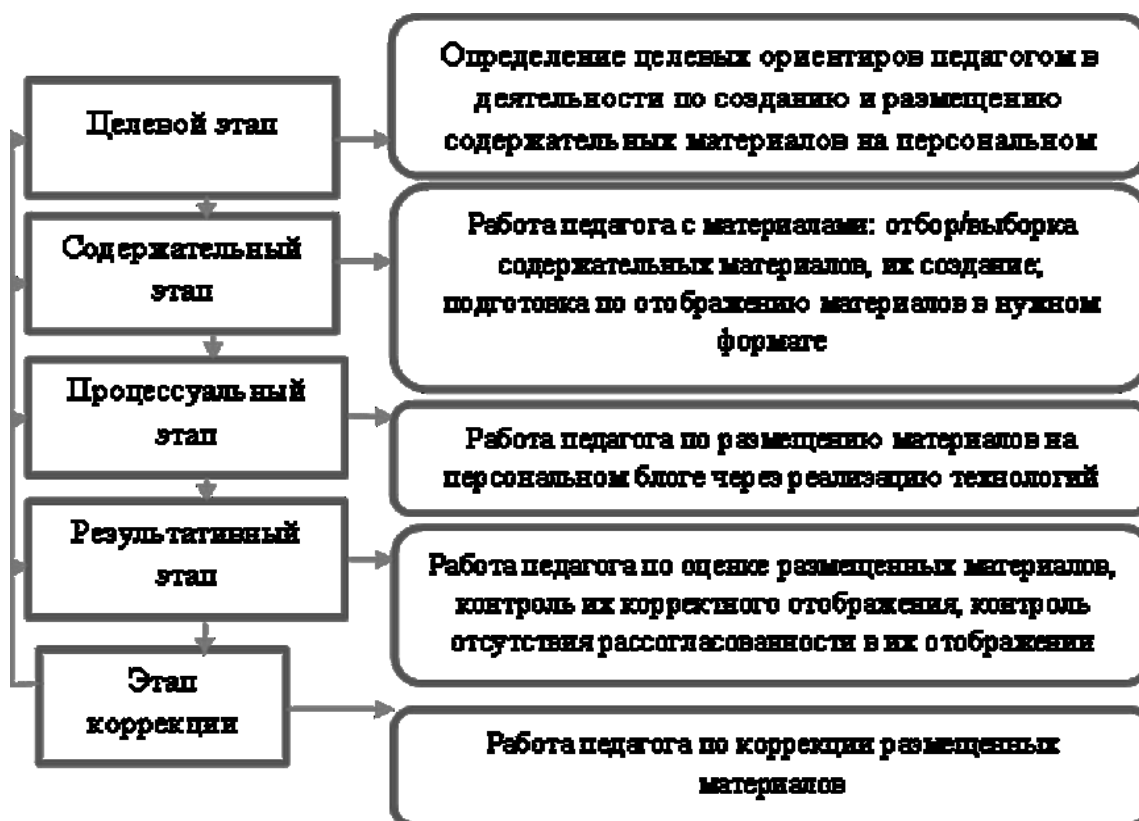 Целевой этап
Определение целевых ориентиров педагогом в
деятельности по созданию и размещению
содержательных материалов на персональном
Содержательный
этап
Работа педагога с материалами: отбор/выборка
содержательных материалов, их создание;
подготовка по отображению материалов в нужном
формате
Процессуальный
этап
Работа педагога по размещению материалов на
персональном блоге через реализацию технологий
Результативный
этап
Работа педагога по оценке размещенных материалов,
контроль их корректного отображения, контроль
отсутствия рассогласованности в их отображении
Этап
коррекции
Работа педагога по коррекции размещенных
материалов